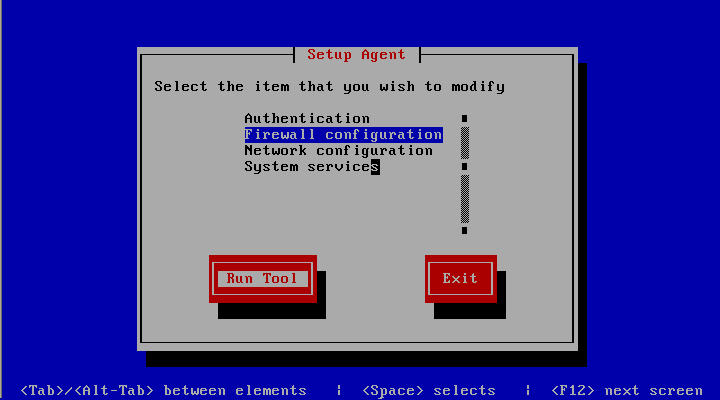 Setup Agent
Select the item that you wish to modify
Authentication
Firewall configuration
Network configuration
System services
Run Tool Exit
<Tab>/<Alt-Tab> between elements | <Space> selects | <F12> next screen